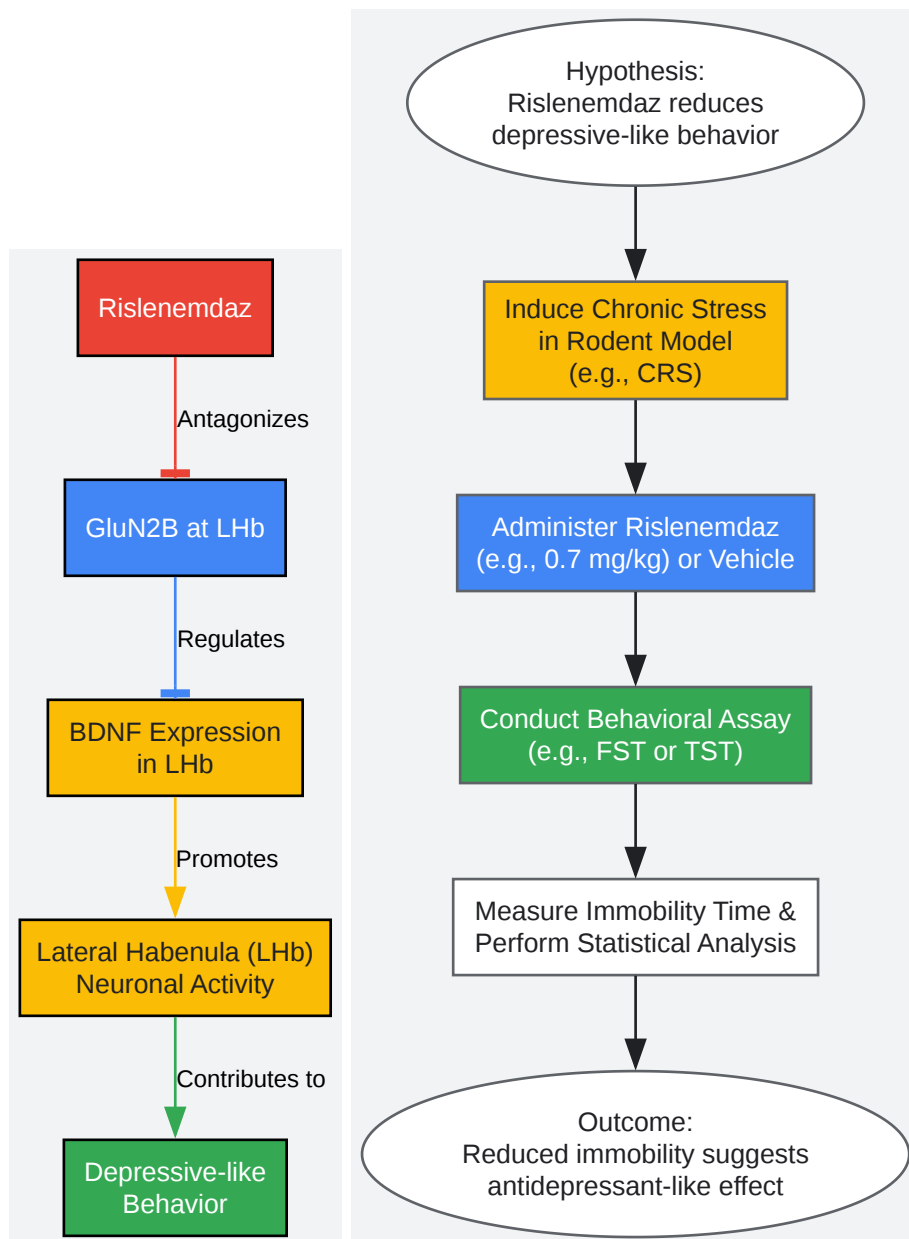 Rislenemdaz
Antagonizes
GluN2B at LHb
Regulates
BDNF Expression
in LHb
Promotes
Lateral Habenula (LHb)
Neuronal Activity
Contributes to
Depressive-like
Behavior
Hypothesis:
Rislenemdaz reduces
depressive-like behavior
Induce Chronic Stress
in Rodent Model
(e.g., CRS)
Administer Rislenemdaz
(e.g., 0.7 mg/kg) or Vehicle
Conduct Behavioral Assay
(e.g., FST or TST)
Measure Immobility Time &
Perform Statistical Analysis
Outcome:
Reduced immobility suggests
antidepressant-like effect